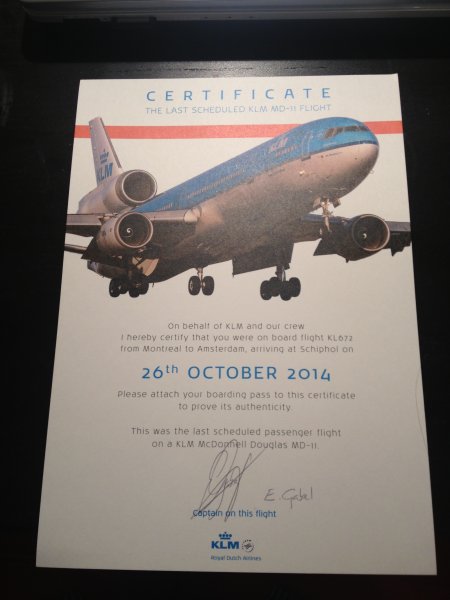 CERTIFICATE
THE LAST SCHEDULED KLM MD-11 FLIGHT
KLM
KLM
On behalf of KLM and our crew
I hereby certify that you were on board flight KL672
from Montreal to Amsterdam, arriving at Schiphol on
26th OCTOBER 2014
Please attach your boarding pass to this certificate
to prove its authenticity.
This was the last scheduled passenger flight
on a KLM McDonnell Douglas MD-11.
E. Gabel
Captain on this flight
KLM
Royal Dutch Airlines